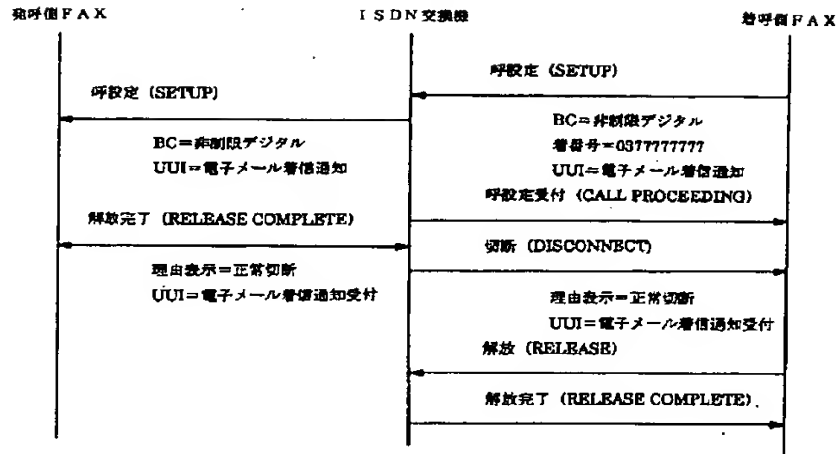 発呼側FAX
ISDN交換機
着呼側FAX
呼設定 (SETUP)
呼設定 (SETUP)
BC=非制限デジタル
着番号=0377777777
UUI=電子メール着信通知
BC=非制限デジタル
UUI=電子メール着信通知
呼設定受付 (CALL PROCEEDING)
解放完了 (RELEASE COMPLETE)
切断 (DISCONNECT)
理由表示=正常切断
UUI=電子メール着信通知受付
理由表示=正常切断
UUI=電子メール着信通知受付
解放 (RELEASE)
解放完了 (RELEASE COMPLETE)